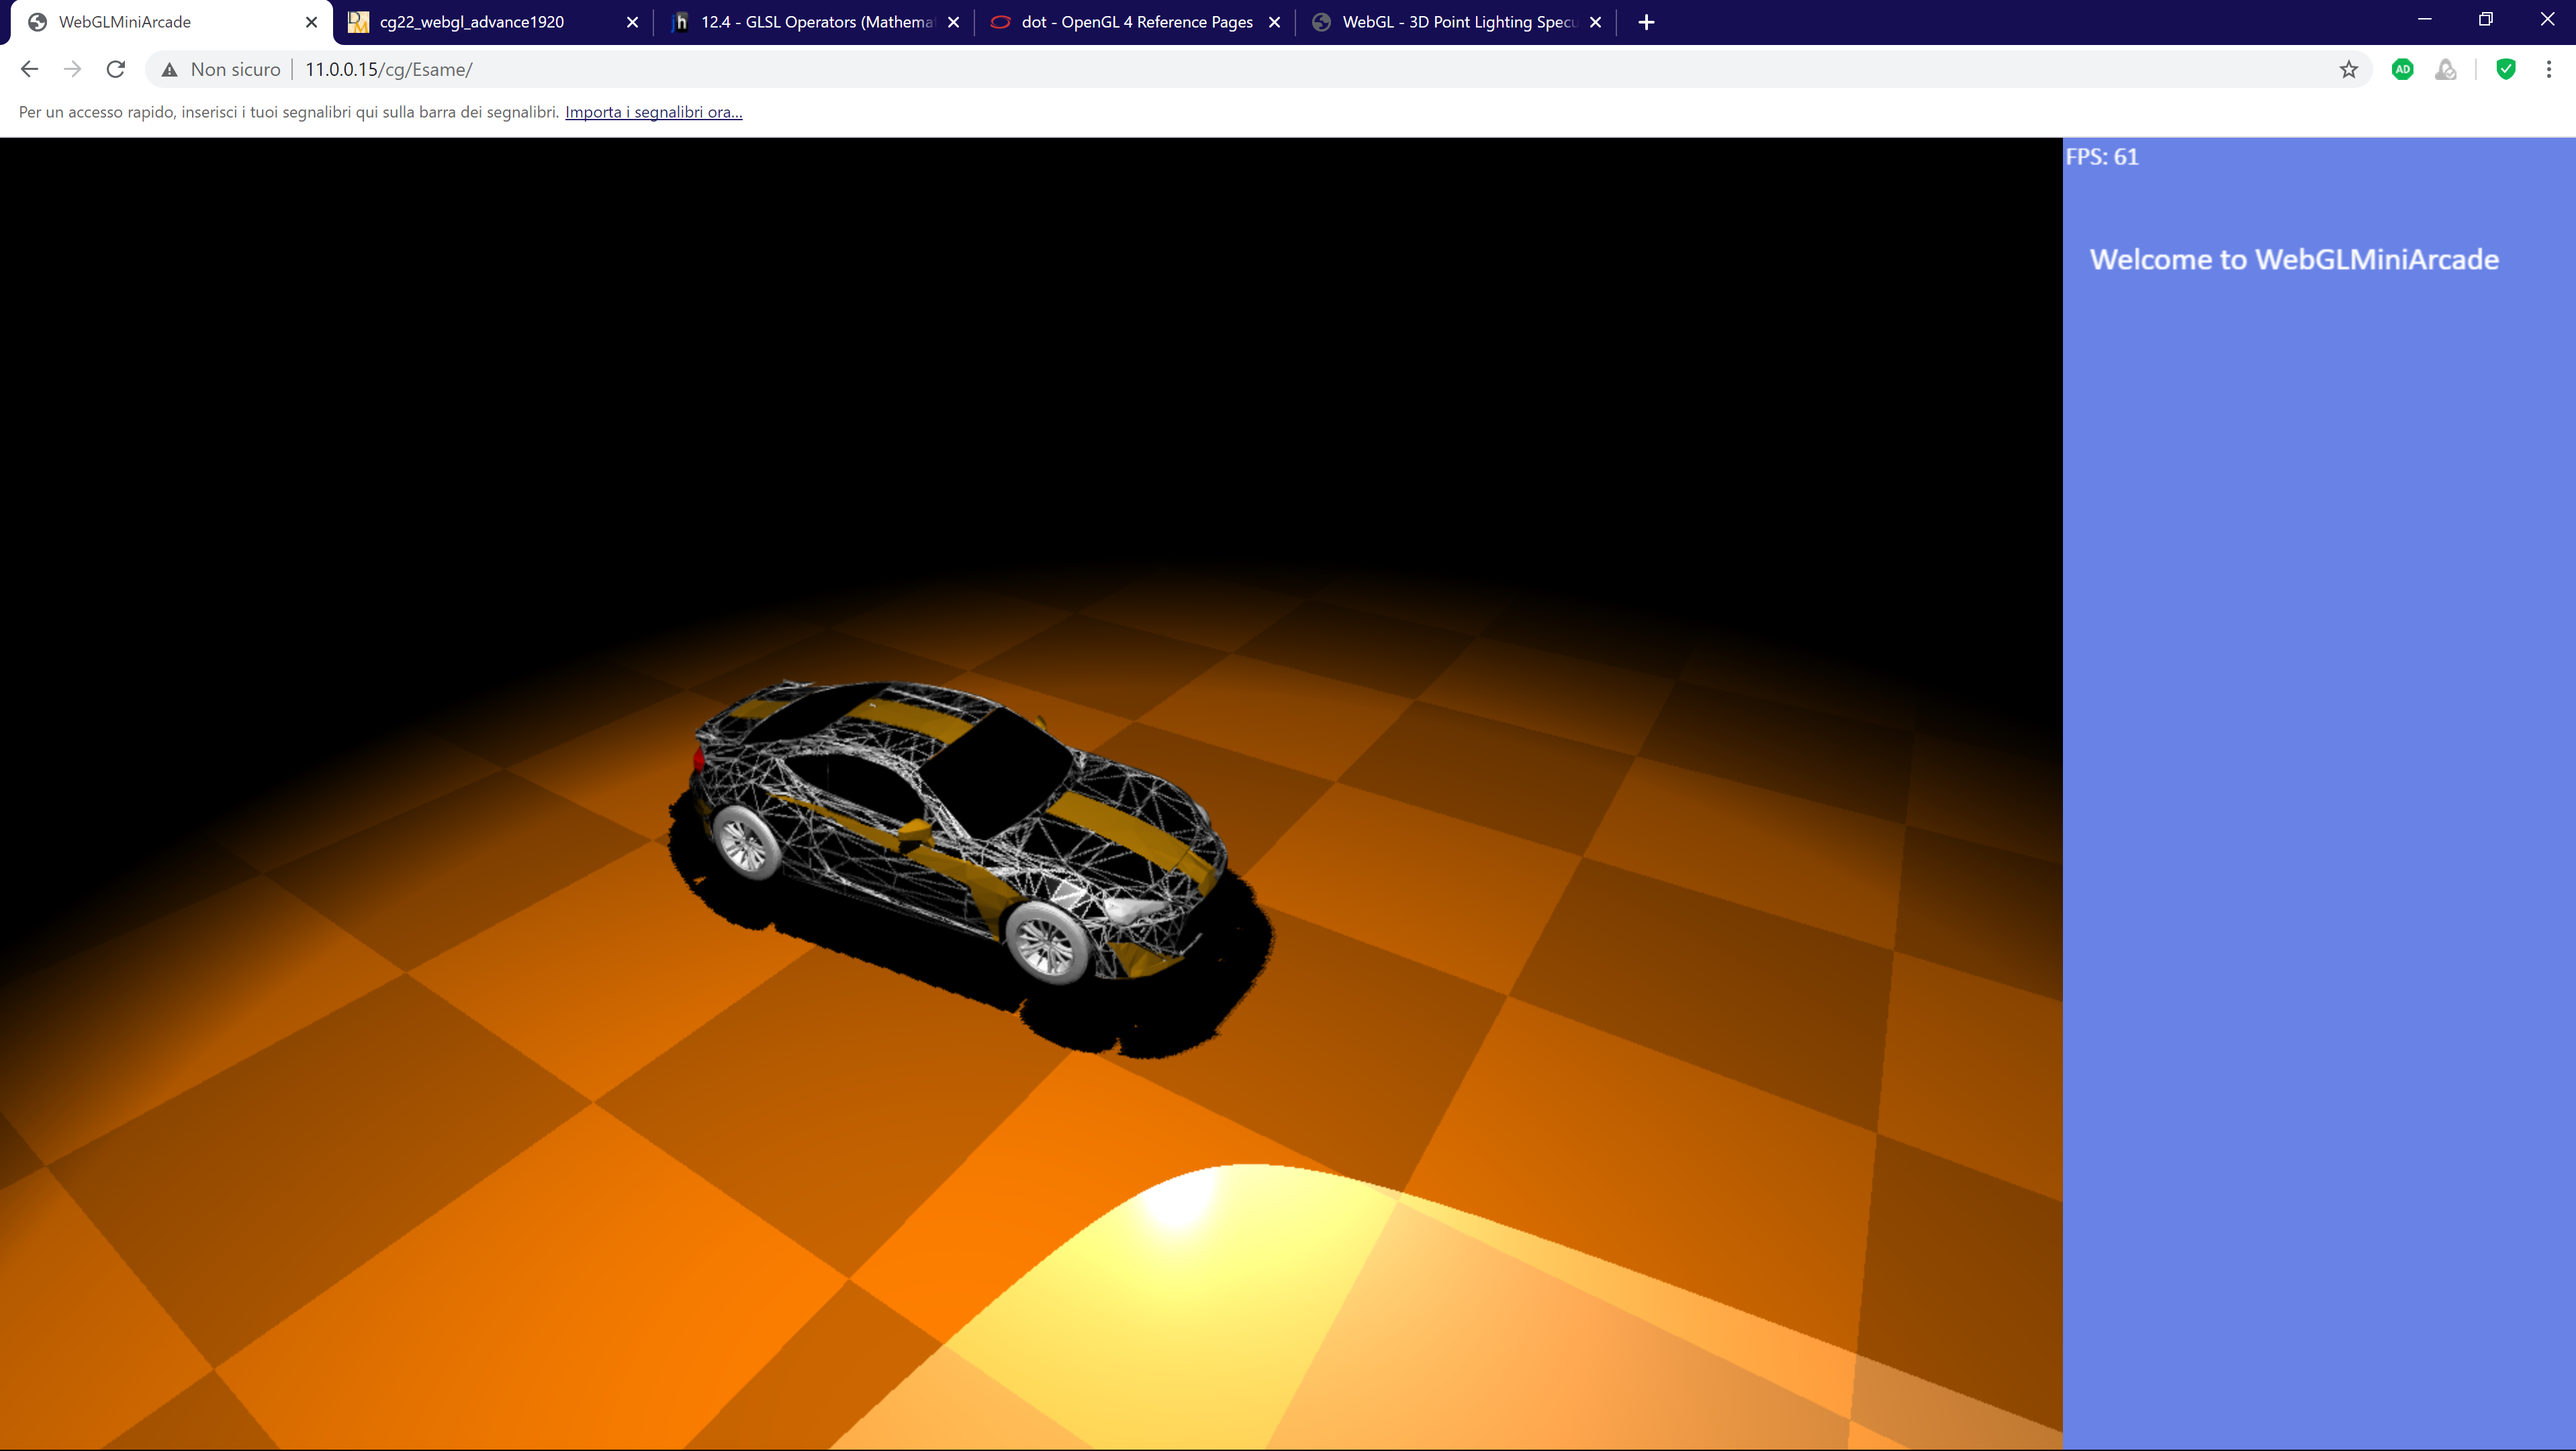 WebGLMiniArcade
cg22_webgl_advance1920
12.4 - GLSL Operators (Mathema
dot - OpenGL 4 Reference Pages
WebGL - 3D Point Lighting Specu
Non sicuro
11.0.0.15/cg/Esame/
AD
Per un accesso rapido, inserisci i tuoi segnalibri qui sulla barra dei segnalibri. Importa i segnalibri ora...
FPS: 61
Welcome to WebGLMiniArcade